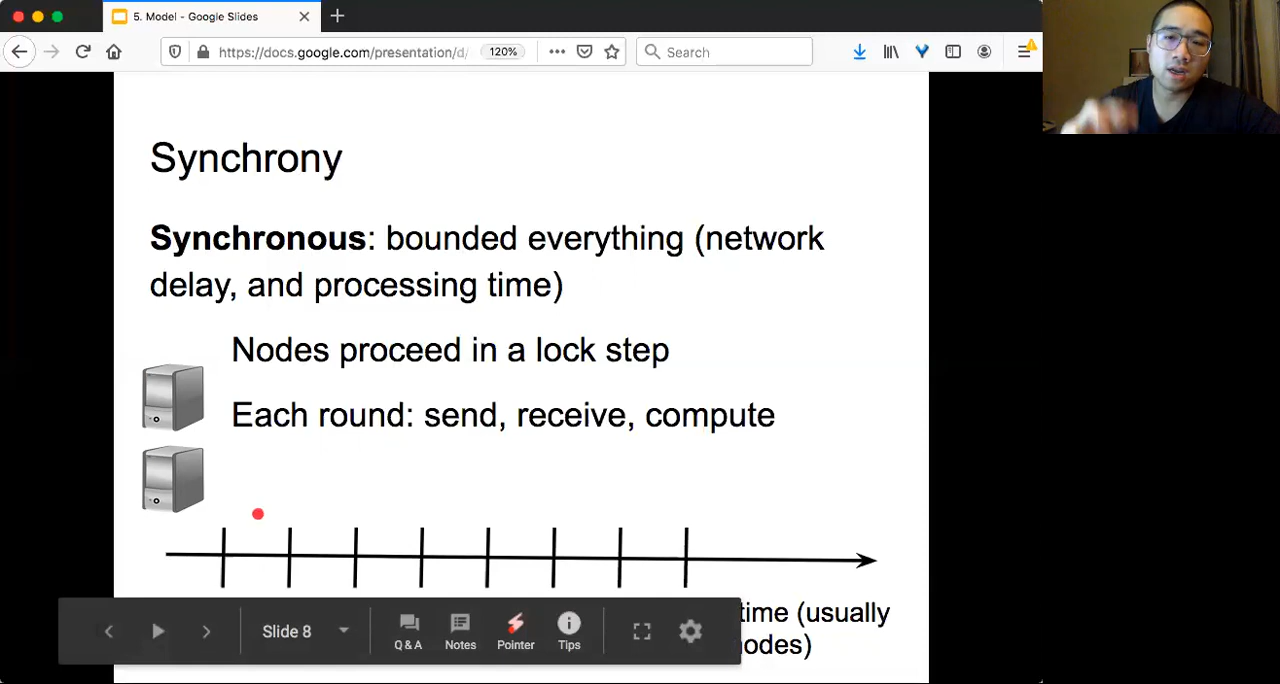 5. Model - Google Slides
https://docs.google.com/presentation/d/
120%
Search
Synchrony
Synchronous: bounded everything (network
delay, and processing time)
Nodes proceed in a lock step
Each round: send, receive, compute
time (usually
nodes)
Slide 8
Q & A
Notes
Pointer
Tips